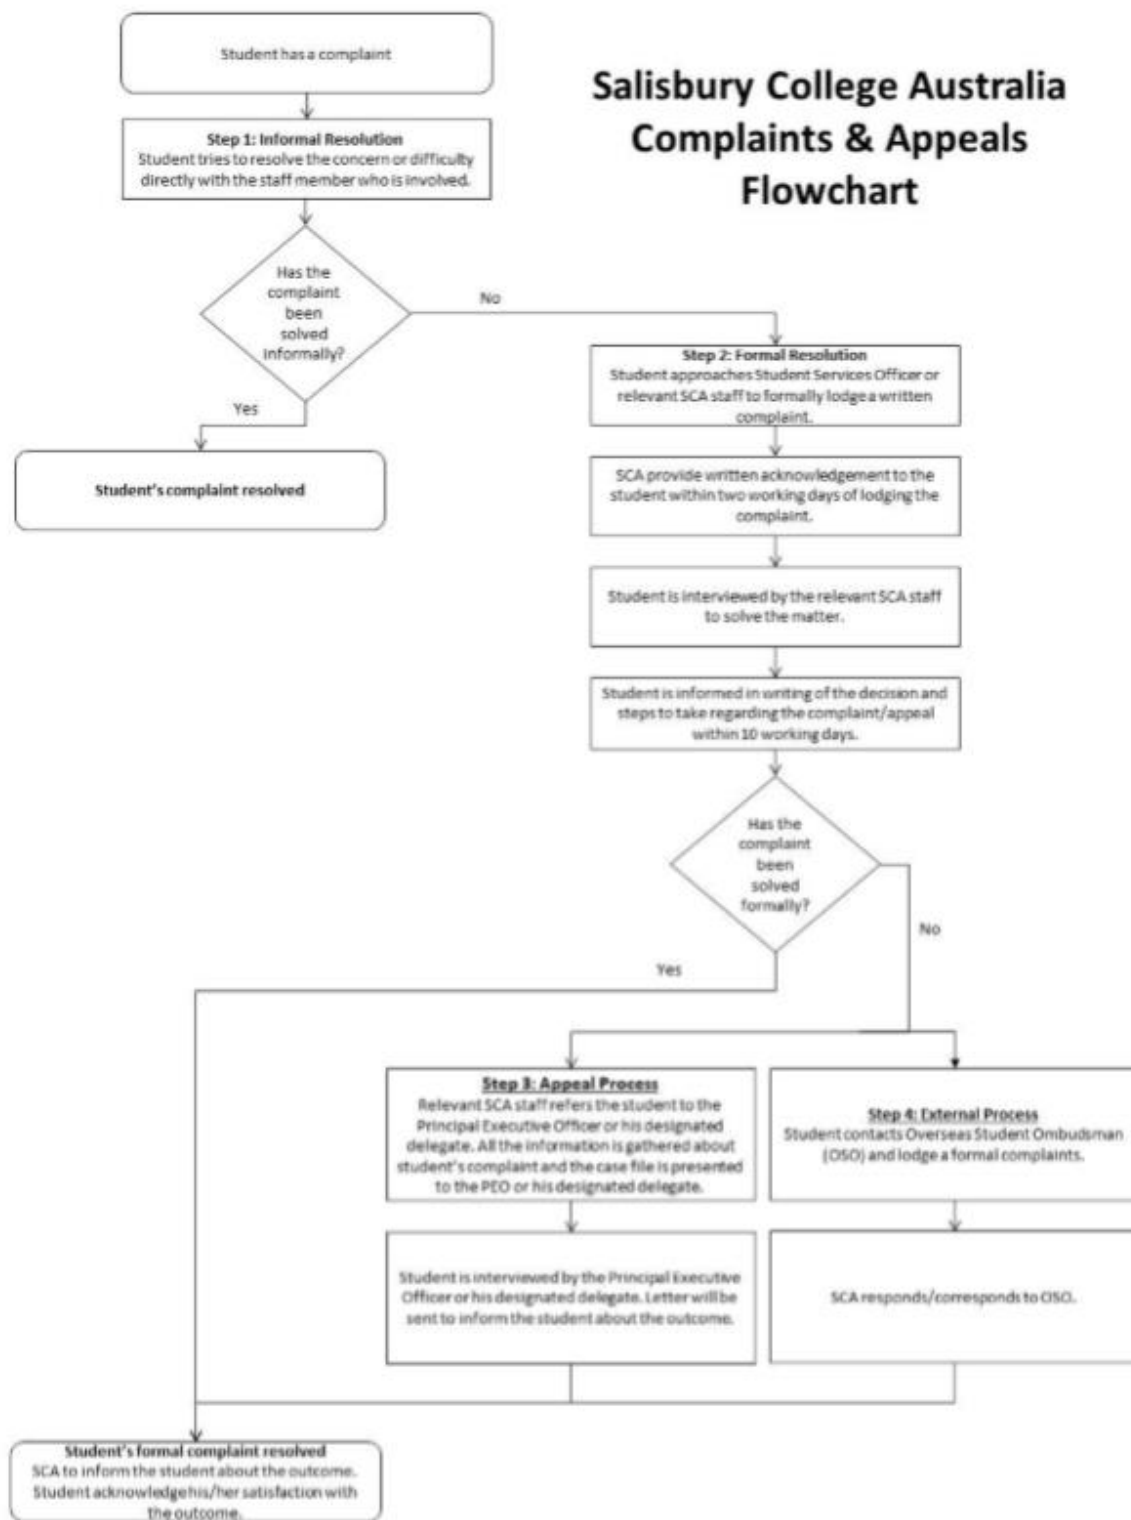 Student has a complaint
Salisbury College Australia
Complaints & Appeals
Flowchart
Step 1: Informal Resolution
Student tries to resolve the concern or difficulty
directly with the staff member who is involved.
Has the
complaint
been
solved
informally?
No
Yes
Student's complaint resolved
Step 2: Formal Resolution
Student approaches Student Services Officer or
relevant SCA staff to formally lodge a written
complaint.
SCA provide written acknowledgement to the
student within two working days of lodging the
complaint.
Student is interviewed by the relevant SCA staff
to solve the matter.
Student is informed in writing of the decision and
steps to take regarding the complaint/appeal
within 10 working days.
Has the
complaint
been
solved
formally?
No
Yes
Step 3: Appeal Process
Relevant SCA staff refers the student to the
Principal Executive Officer or his designated
delegate. All the information is gathered about
student's complaint and the case file is presented
to the PEO or his designated delegate.
Step 4: External Process
Student contacts Overseas Student Ombudsman
(OSO) and lodge a formal complaints.
Student is interviewed by the Principal Executive
Officer or his designated delegate. Letter will be
sent to inform the student about the outcome.
SCA responds/corresponds to OSO.
Student's formal complaint resolved
SCA to inform the student about the outcome.
Student acknowledge his/her satisfaction with
the outcome.